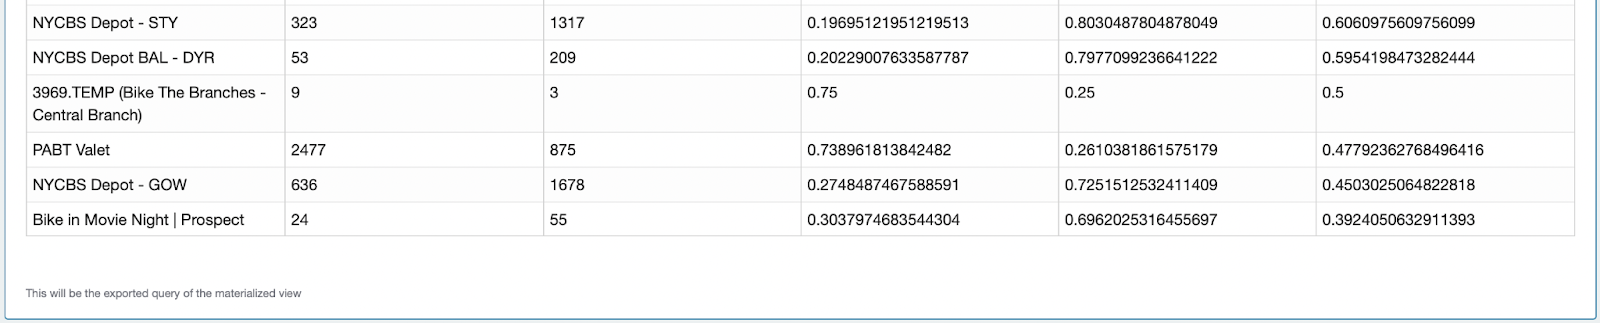 NYCBS Depot - STY 323 1317 0.19695121951219513 0.8030487804878049 0.6060975609756099
NYCBS Depot BAL - DYR 53 209 0.20229007633587787 0.7977099236641222 0.5954198473282444
3969.TEMP (Bike The Branches - 9 3 0.75 0.25 0.5
Central Branch)
PABT Valet 2477 875 0.738961813842482 0.2610381861575179 0.47792362768496416
NYCBS Depot - GOW 636 1678 0.2748487467588591 0.7251512532411409 0.4503025064822818
Bike in Movie Night | Prospect 24 55 0.3037974683544304 0.6962025316455697 0.3924050632911393
This will be the exported query of the materialized view